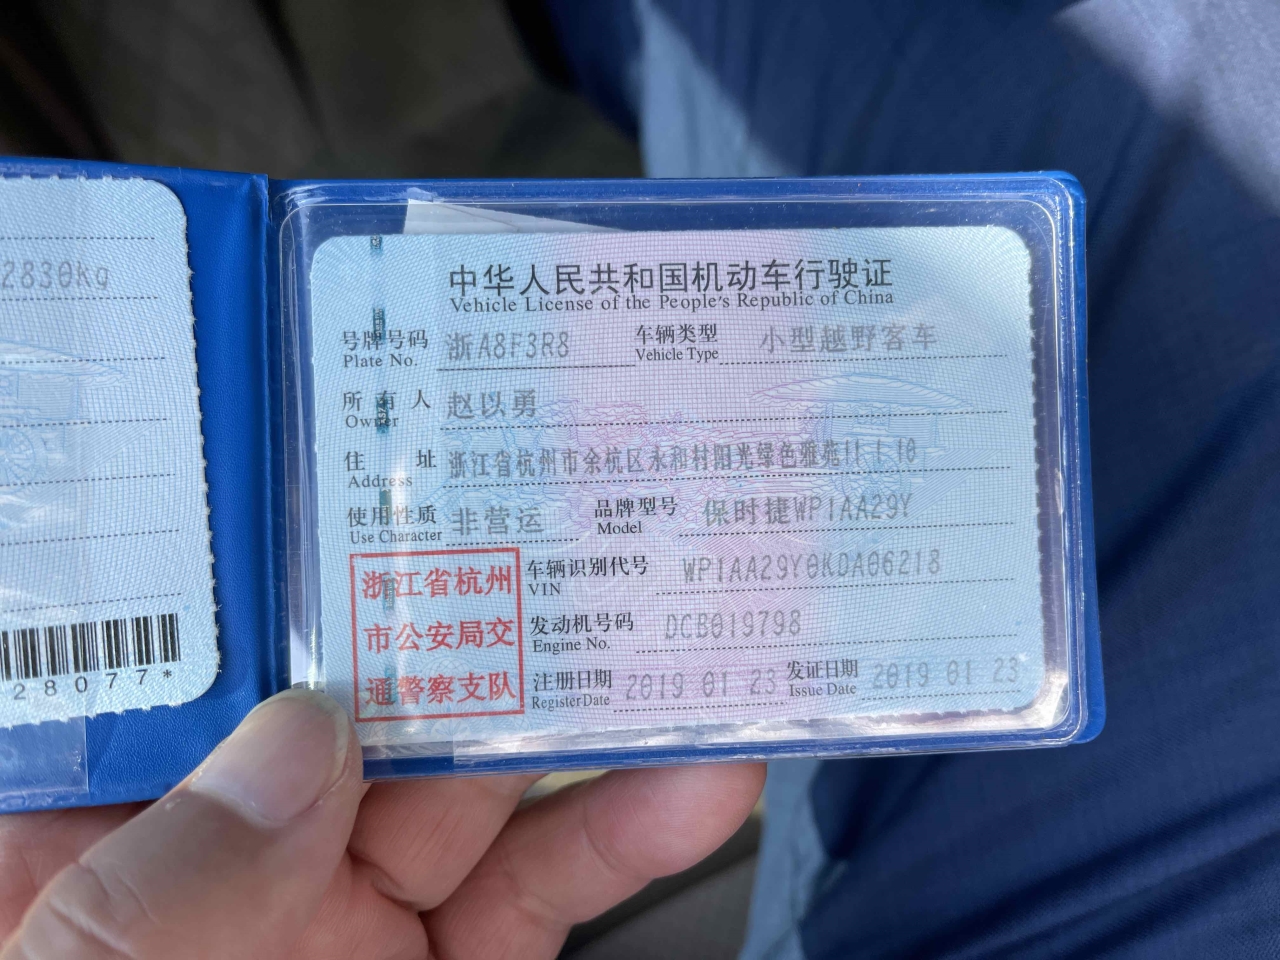 2830kg
28077*
中华人民共和国机动车行驶证
Vehicle License of the People's Republic of China
号牌号码 浙A8F3R8 车辆类型 小型越野客车
Plate No. Vehicle Type
所有人 赵以勇
Owner
住址 浙江省杭州市余杭区永和村阳光绿色雅苑11 1 10
Address
使用性质 非营运 品牌型号 保时捷WP1AA29Y
Use Character Model
浙江省杭州
市公安局交
通警察支队
车辆识别代号 WP1AA29Y0KDA06218
VIN
发动机号码 DCB019798
Engine No.
注册日期 2019 01 23 发证日期 2019 01 23
Register Date Issue Date